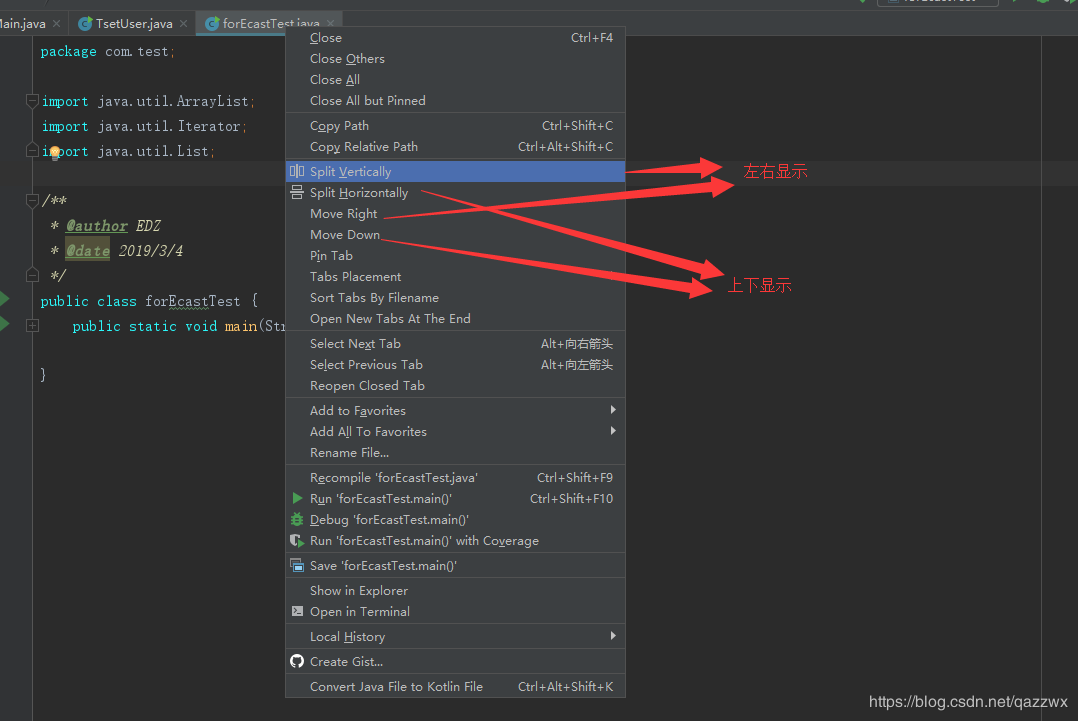 Main.java TsetUser.java forEcastTest.java
package com.test;
import java.util.ArrayList;
import java.util.Iterator;
import java.util.List;
/**
* @author EDZ
* @date 2019/3/4
*/
public class forEcastTest {
public static void main(Str
}
Close Ctrl+F4
Close Others
Close All
Close All but Pinned
Copy Path Ctrl+Shift+C
Copy Relative Path Ctrl+Alt+Shift+C
Split Vertically
Split Horizontally
Move Right
Move Down
Pin Tab
Tabs Placement
Sort Tabs By Filename
Open New Tabs At The End
Select Next Tab Alt+向右箭头
Select Previous Tab Alt+向左箭头
Reopen Closed Tab
Add to Favorites
Add All To Favorites
Rename File...
Recompile 'forEcastTest.java' Ctrl+Shift+F9
Run 'forEcastTest.main()' Ctrl+Shift+F10
Debug 'forEcastTest.main()'
Run 'forEcastTest.main()' with Coverage
Save 'forEcastTest.main()'
Show in Explorer
Open in Terminal
Local History
Create Gist...
Convert Java File to Kotlin File Ctrl+Alt+Shift+K
左右显示
上下显示
https://blog.csdn.net/qazzwx